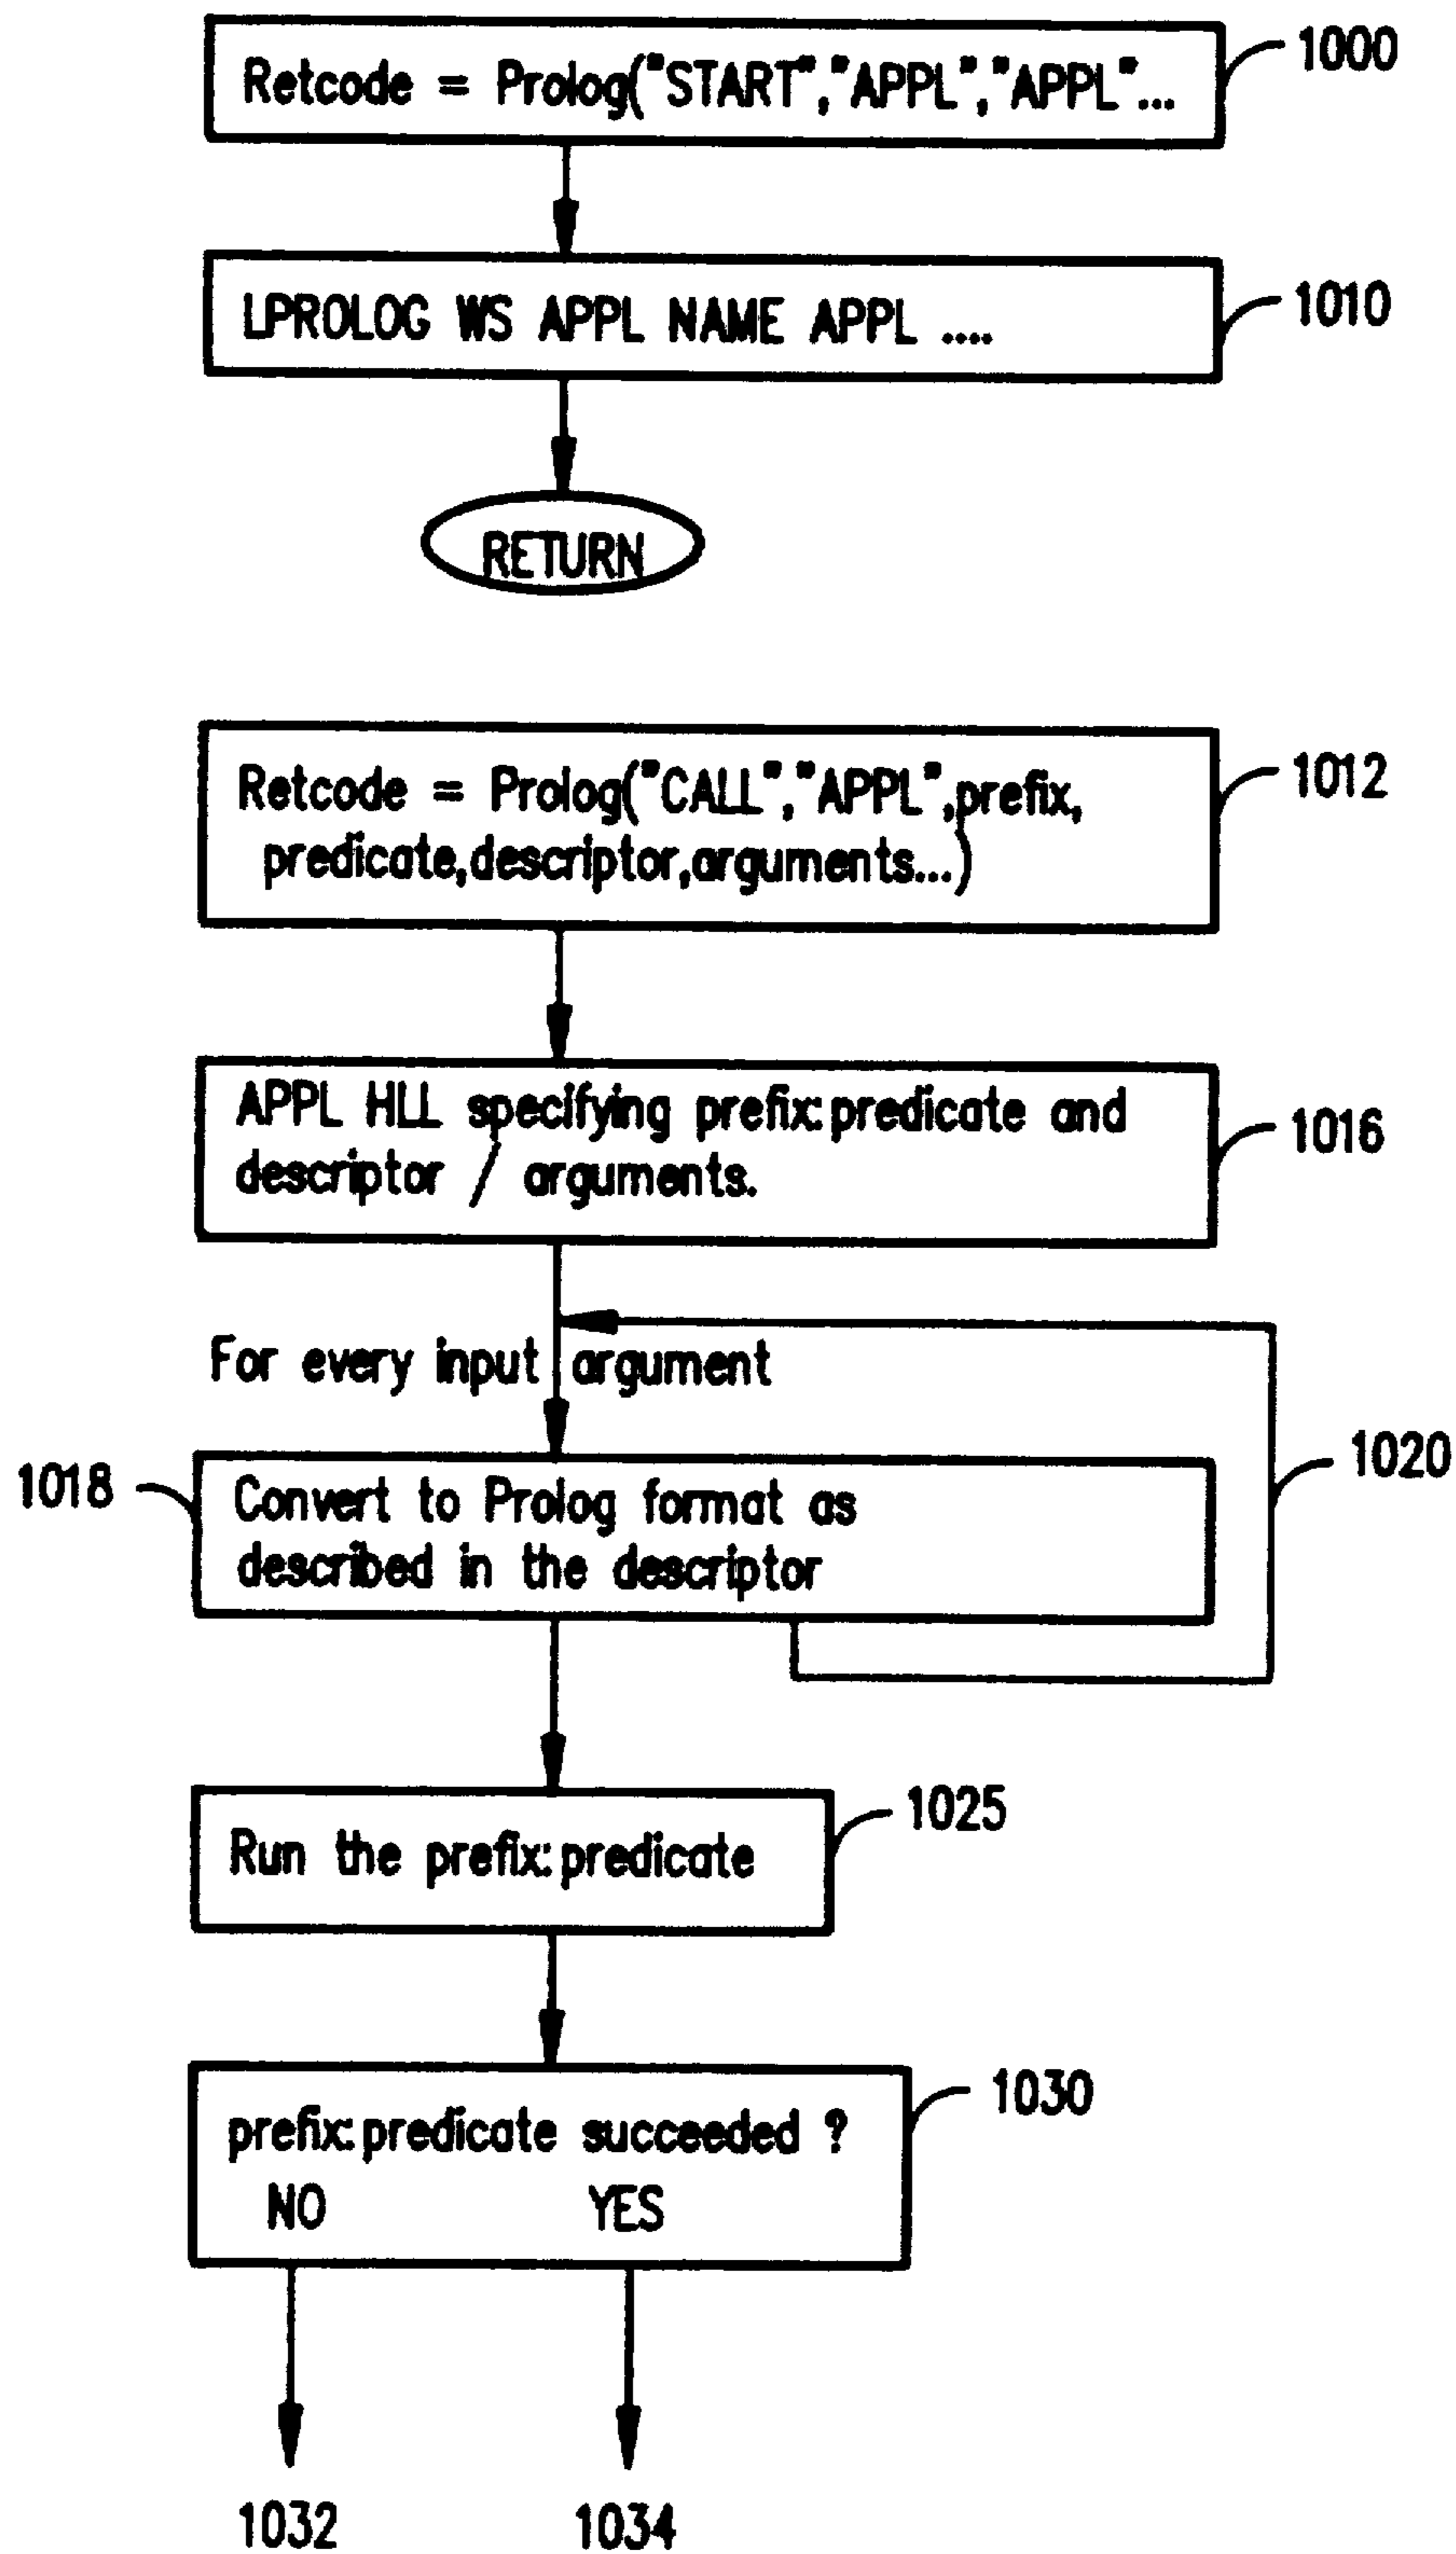 Retcode = Prolog("START","APPL","APPL"...
1000
LPROLOG WS APPL NAME APPL ....
1010
RETURN
Retcode = Prolog("CALL","APPL",prefix,
predicate,descriptor,arguments...)
1012
APPL HLL specifying prefix:predicate and
descriptor / arguments.
1016
For every input argument
1018
Convert to Prolog format as
described in the descriptor
1020
Run the prefix:predicate
1025
prefix:predicate succeeded ?
NO YES
1030
1032 1034